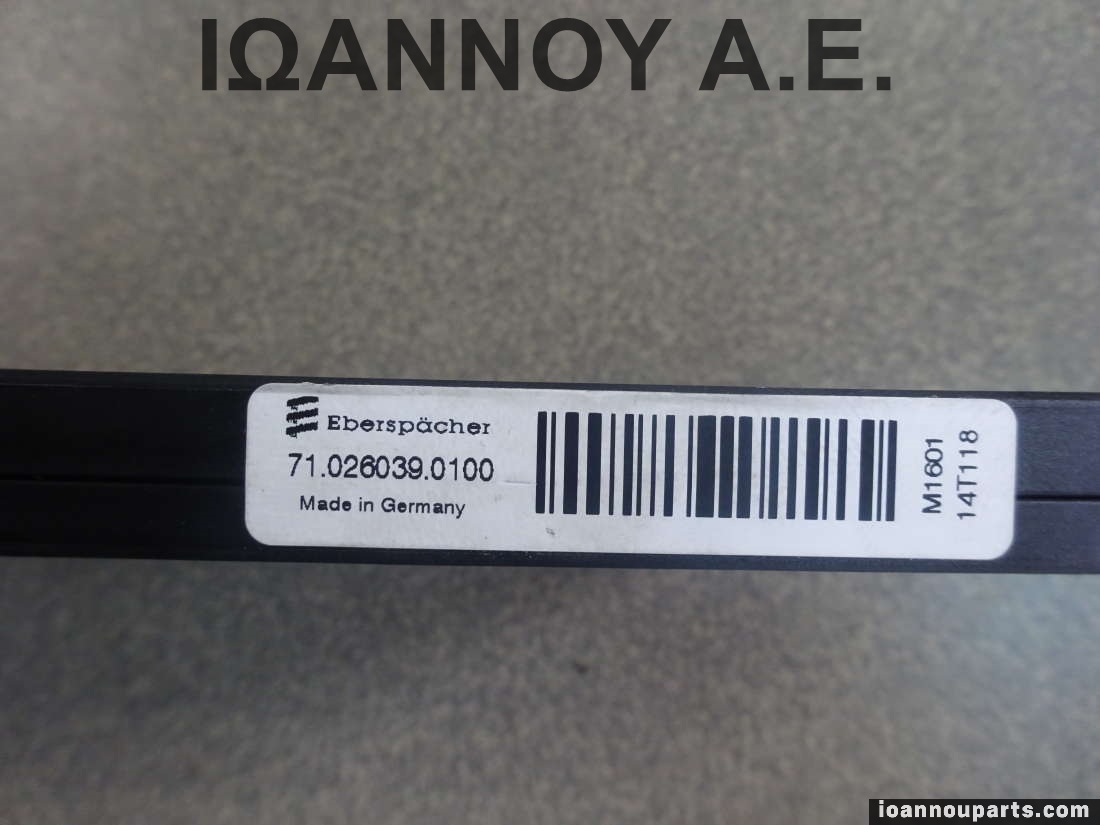 ΙΩΑΝΝΟΥ Α.Ε.
Eberspächer
71.026039.0100
Made in Germany
M1601
14T118
ioannouparts.com